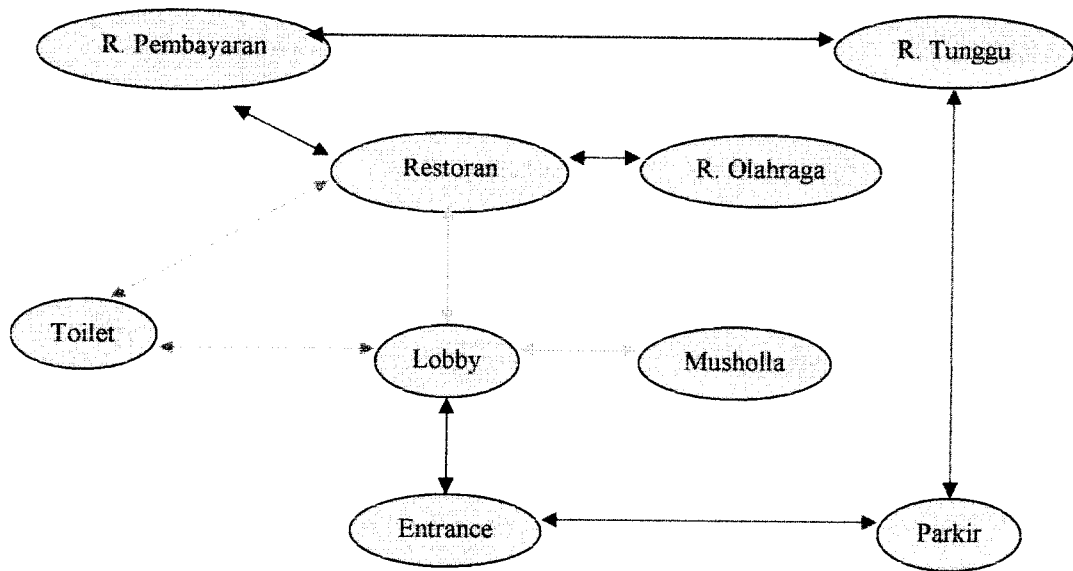 R. Pembayaran
R. Tunggu
Restoran
R. Olahraga
Toilet
Lobby
Musholla
Entrance
Parkir